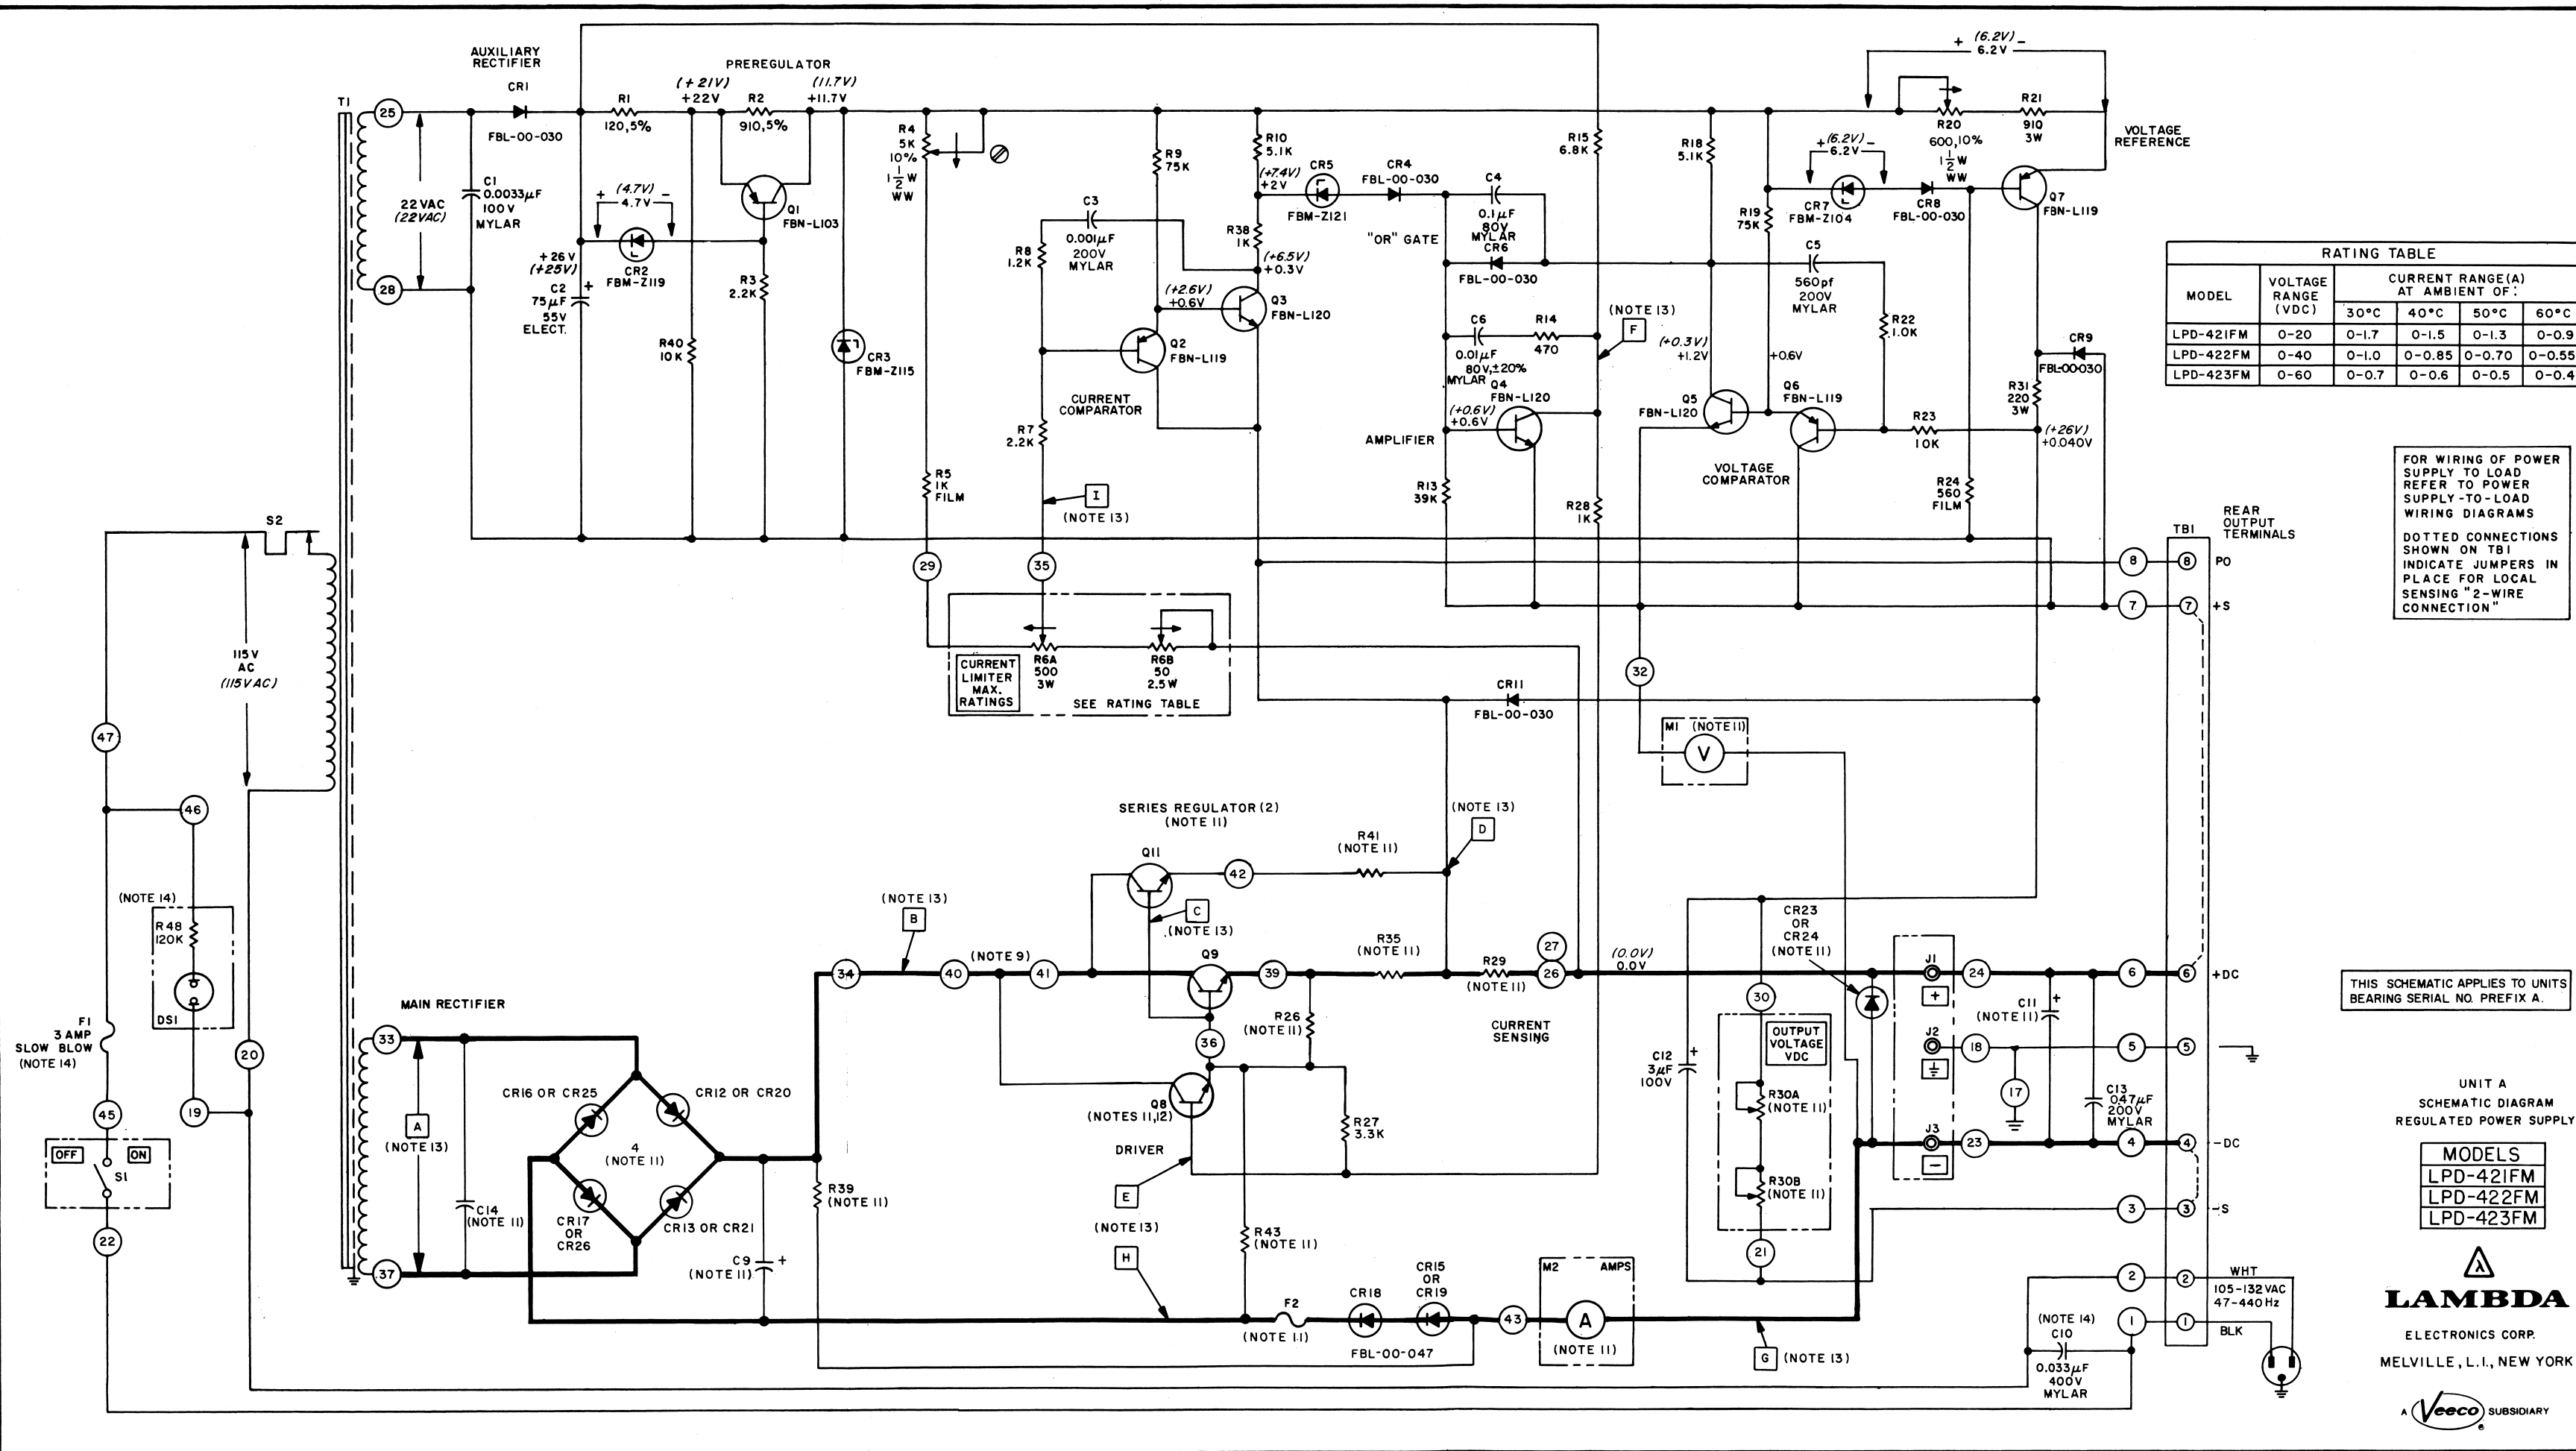 AUXILIARY
RECTIFIER
CR1
FBL-00-030
T1
25
28
22VAC
(22VAC)
C1
0.0033μF
100V
MYLAR
R1
120,5%
(+21V)
+22V
PREREGULATOR
R2
910,5%
(11.7V)
+11.7V
Q1
FBN-L103
+ (4.7V) -
4.7V
CR2
FBM-Z119
+26V
(+25V)
C2
75μF
55V
ELECT.
+
R3
2.2K
R40
10K
CR3
FBM-Z115
R4
5K
10%
1 1/2 W
WW
R5
1K
FILM
29
R9
75K
C3
0.001μF
200V
MYLAR
R8
1.2K
R7
2.2K
I
(NOTE 13)
35
Q2
FBN-L119
CURRENT
COMPARATOR
R10
5.1K
(+7.4V)
+2V
R38
1K
(+6.5V)
+0.3V
(+2.6V)
+0.6V
Q3
FBN-L120
CR5
FBM-Z121
CR4
FBL-00-030
C4
0.1μF
80V
MYLAR
"OR" GATE
CR6
FBL-00-030
C6
0.01μF
80V,±20%
MYLAR
R14
470
Q4
FBN-L120
(+0.6V)
+0.6V
AMPLIFIER
R13
39K
R15
6.8K
(NOTE 13)
F
R28
1K
R18
5.1K
(+0.3V)
+1.2V
+0.6V
Q5
FBN-L120
Q6
FBN-L119
VOLTAGE
COMPARATOR
R19
75K
+(6.2V)-
6.2V
CR7
FBM-Z104
CR8
FBL-00-030
C5
560pf
200V
MYLAR
R22
1.0K
R23
10K
+ (6.2V) -
6.2V
R20
600,10%
1 1/2 W
WW
R21
910
3W
VOLTAGE
REFERENCE
Q7
FBN-L119
CR9
FBL-00-030
R31
220
3W
(+26V)
+0.040V
R24
560
FILM
RATING TABLE
MODEL
VOLTAGE
RANGE
(VDC)
CURRENT RANGE(A)
AT AMBIENT OF:
30°C 40°C 50°C 60°C
LPD-421FM 0-20 0-1.7 0-1.5 0-1.3 0-0.9
LPD-422FM 0-40 0-1.0 0-0.85 0-0.70 0-0.55
LPD-423FM 0-60 0-0.7 0-0.6 0-0.5 0-0.4
FOR WIRING OF POWER
SUPPLY TO LOAD
REFER TO POWER
SUPPLY-TO-LOAD
WIRING DIAGRAMS
DOTTED CONNECTIONS
SHOWN ON TB1
INDICATE JUMPERS IN
PLACE FOR LOCAL
SENSING "2-WIRE
CONNECTION"
REAR
OUTPUT
TERMINALS
TB1
8 8 PO
7 7 +S
S2
115V
AC
(115VAC)
47
46
(NOTE 14)
R48
120K
DS1
F1
3 AMP
SLOW BLOW
(NOTE 14)
20
19
45
OFF ON
S1
22
CURRENT
LIMITER
MAX.
RATINGS
R6A
500
3W
R6B
50
2.5W
SEE RATING TABLE
CR11
FBL-00-030
32
M1 (NOTE 11)
V
SERIES REGULATOR (2)
(NOTE 11)
Q11
42
R41
(NOTE 11)
(NOTE 13)
D
C
(NOTE 13)
(NOTE 13)
B
34
40
(NOTE 9)
41
Q9
39
R35
(NOTE 11)
R29
(NOTE 11)
27
26
(0.0V)
0.0V
CURRENT
SENSING
R26
(NOTE 11)
36
Q8
(NOTES 11,12)
DRIVER
R27
3.3K
E
(NOTE 13)
H
R43
(NOTE 11)
MAIN RECTIFIER
33
37
A
(NOTE 13)
C14
(NOTE 11)
CR16 OR CR25
CR12 OR CR20
4
(NOTE 11)
CR17
OR
CR26
CR13 OR CR21
C9
(NOTE 11)
+
R39
(NOTE 11)
F2
(NOTE 11)
CR18
CR15
OR
CR19
FBL-00-047
43
M2 AMPS
A
(NOTE 11)
G
(NOTE 13)
C12
3μF
100V
+
30
OUTPUT
VOLTAGE
VDC
R30A
(NOTE 11)
R30B
(NOTE 11)
21
CR23
OR
CR24
(NOTE 11)
J1
+
J2
J3
-
24
18
17
23
C11
(NOTE 11)
+
C13
0.47μF
200V
MYLAR
6 6 +DC
5 5
4 4 -DC
3 3 -S
2 2 WHT
105-132VAC
47-440Hz
1 1 BLK
(NOTE 14)
C10
0.033μF
400V
MYLAR
THIS SCHEMATIC APPLIES TO UNITS
BEARING SERIAL NO. PREFIX A.
UNIT A
SCHEMATIC DIAGRAM
REGULATED POWER SUPPLY
MODELS
LPD-421FM
LPD-422FM
LPD-423FM
λ
LAMBDA
ELECTRONICS CORP.
MELVILLE, L.I., NEW YORK
A Veeco SUBSIDIARY